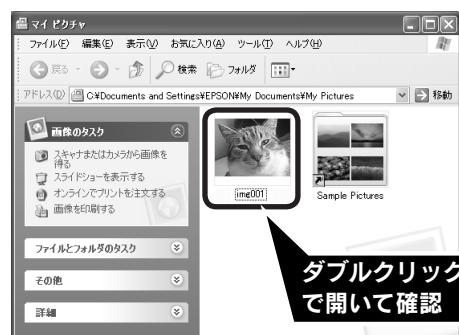 マイ ピクチャ
ファイル(F) 編集(E) 表示(V) お気に入り(A) ツール(T) ヘルプ(H)
戻る 検索 フォルダ
アドレス(D) C:¥Documents and Settings¥EPSON¥My Documents¥My Pictures 移動
画像のタスク
スキャナまたはカメラから画像を
得る
スライドショーを表示する
オンラインでプリントを注文する
画像を印刷する
ファイルとフォルダのタスク
その他
詳細
img001
Sample Pictures
ダブルクリック
で開いて確認